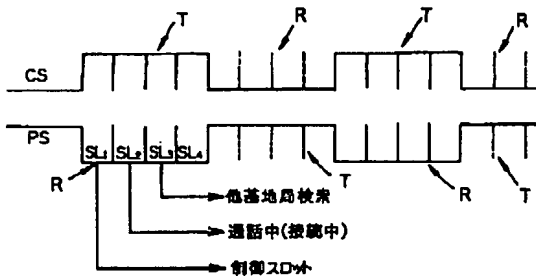 T R T R
CS
PS
SL1 SL2 SL3 SL4
R T R T
他基地局検索
通話中(接続中)
制御スロット